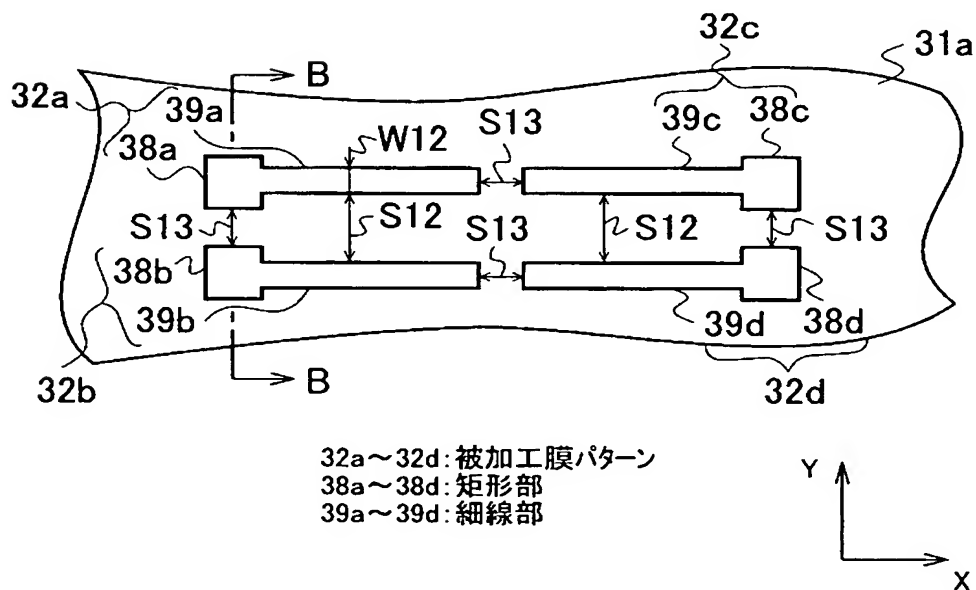 32c
31a
B
32a
39a
W12
S13
39c
38c
38a
S13
S12
S13
S12
S13
38b
39b
39d
38d
32b
B
32d
32a～32d：被加工膜パターン
38a～38d：矩形部
39a～39d：細線部
Y
X